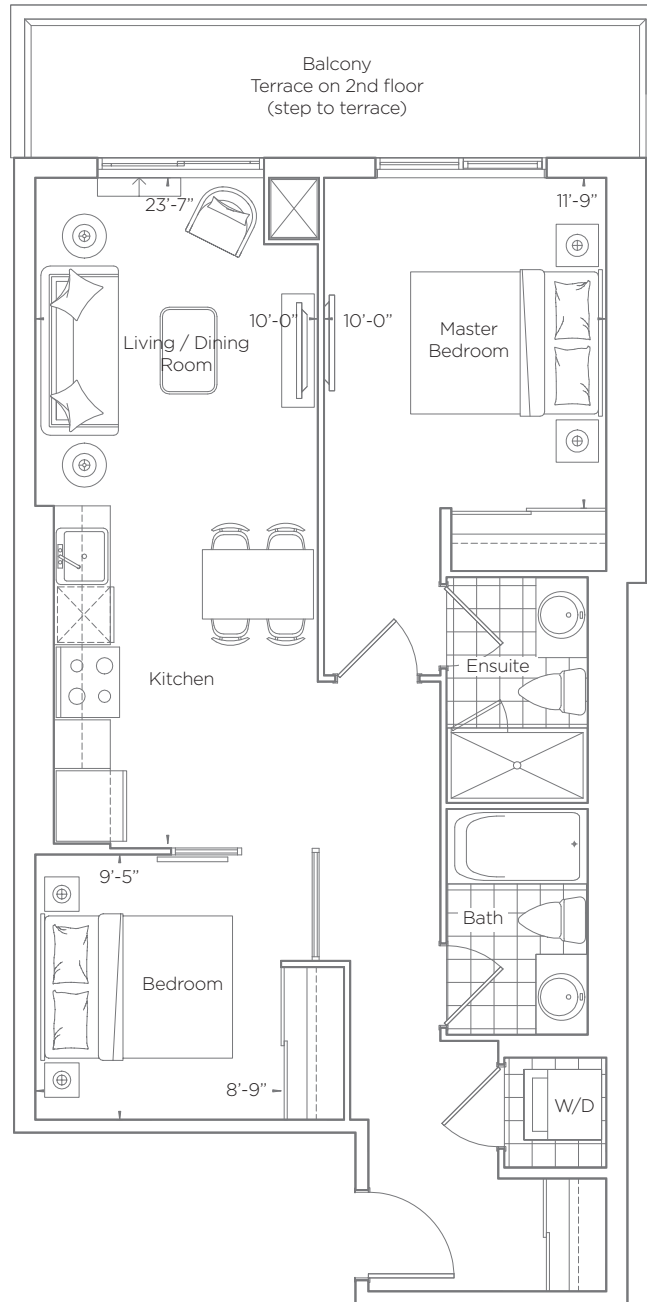 Balcony
Terrace on 2nd floor
(step to terrace)
23'-7”
11'-9”
10'-0”
10'-0”
Living / Dining
Room
Master
Bedroom
Kitchen
Ensuite
9'-5”
Bath
Bedroom
8'-9”
W/D